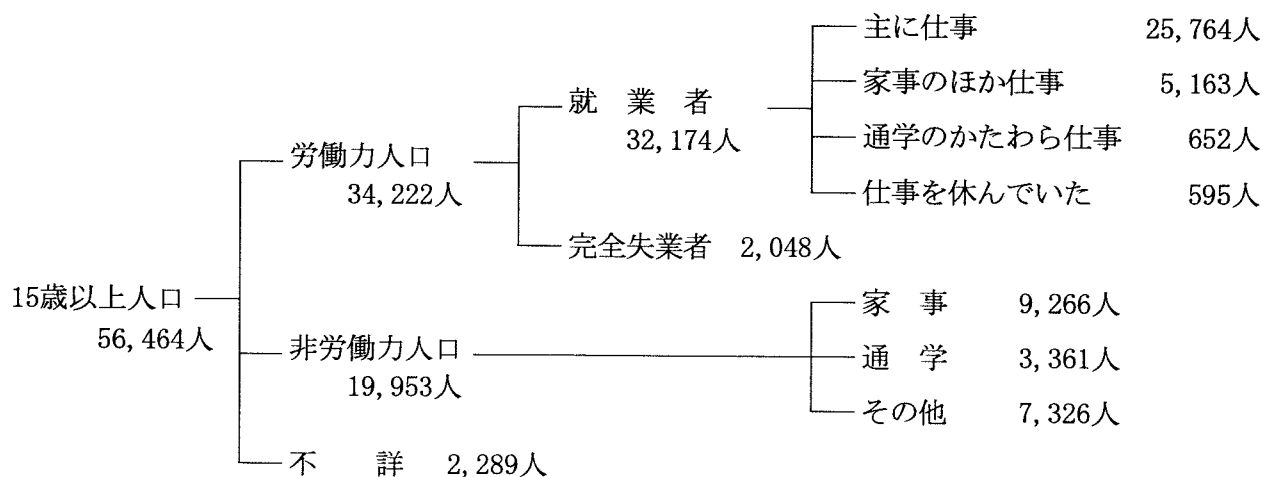 主に仕事 25,764人
家事のほか仕事 5,163人
就業者
32,174人
通学のかたわら仕事 652人
労働力人口
34,222人
仕事を休んでいた 595人
完全失業者 2,048人
15歳以上人口
56,464人
家事 9,266人
非労働力人口
19,953人
通学 3,361人
その他 7,326人
不詳 2,289人